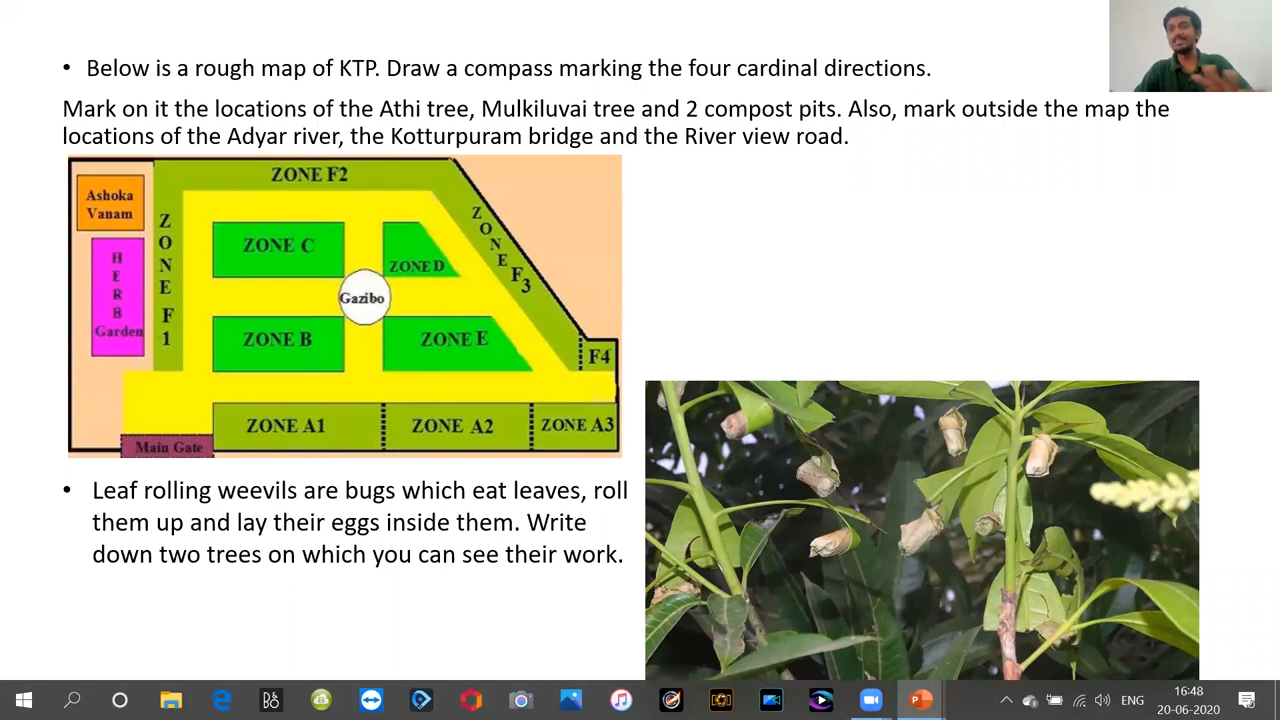 • Below is a rough map of KTP. Draw a compass marking the four cardinal directions.
Mark on it the locations of the Athi tree, Mulkiluvai tree and 2 compost pits. Also, mark outside the map the
locations of the Adyar river, the Kotturpuram bridge and the River view road.
ZONE F2
Ashoka
Vanam
ZONE F1
ZONE C
ZONE D
ZONE F3
HERB
Garden
Gazibo
ZONE B
ZONE E
F4
ZONE A1
ZONE A2
ZONE A3
Main Gate
• Leaf rolling weevils are bugs which eat leaves, roll
them up and lay their eggs inside them. Write
down two trees on which you can see their work.
ENG
16:48
20-06-2020